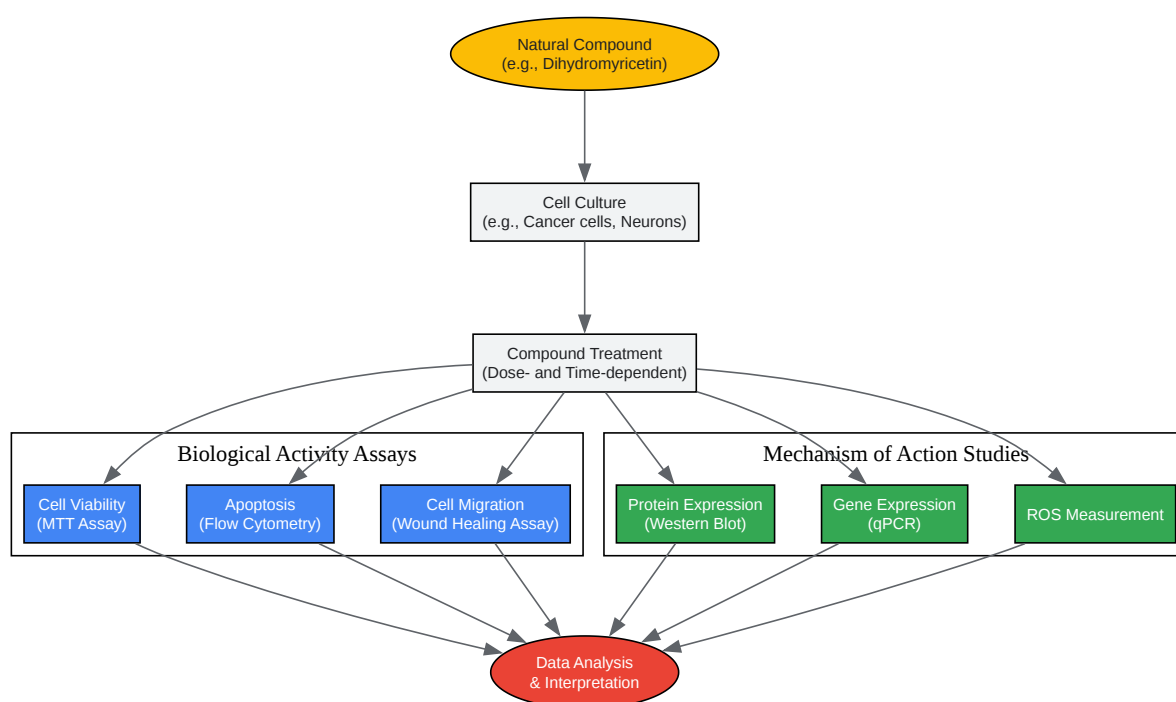 Natural Compound
(e.g., Dihydromyricetin)
Cell Culture
(e.g., Cancer cells, Neurons)
Compound Treatment
(Dose- and Time-dependent)
Biological Activity Assays
Mechanism of Action Studies
Cell Viability
(MTT Assay)
Apoptosis
(Flow Cytometry)
Cell Migration
(Wound Healing Assay)
Protein Expression
(Western Blot)
Gene Expression
(qPCR)
ROS Measurement
Data Analysis
& Interpretation